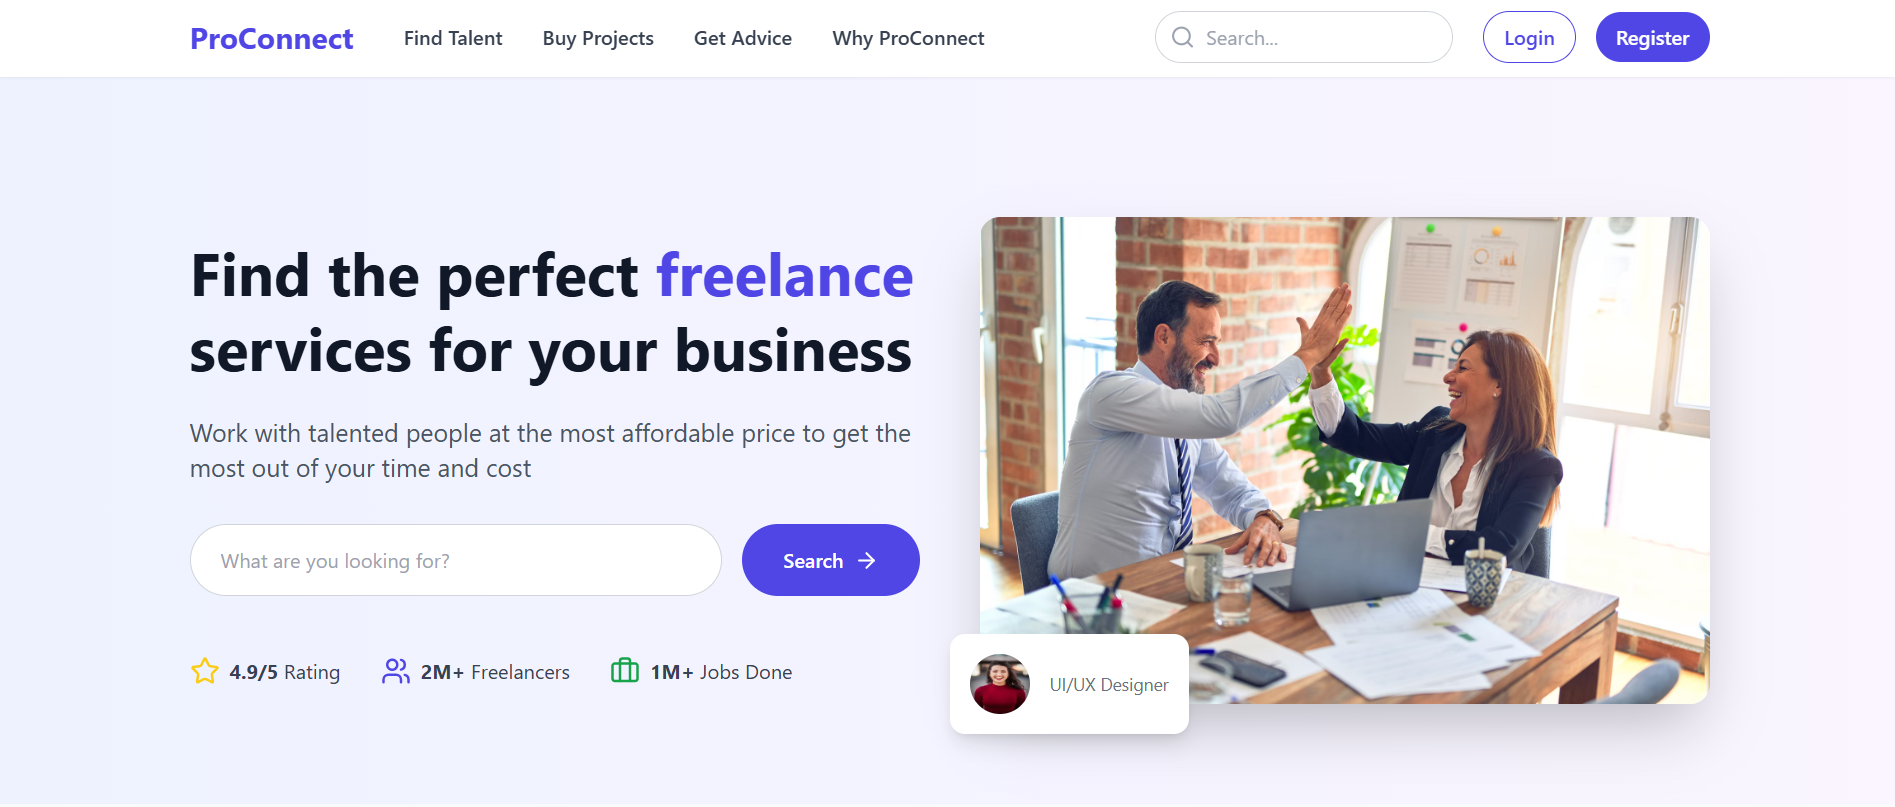 ProConnect
Find Talent
Buy Projects
Get Advice
Why ProConnect
Search...
Login
Register
Find the perfect freelance
services for your business
Work with talented people at the most affordable price to get the
most out of your time and cost
What are you looking for?
Search
4.9/5 Rating
2M+ Freelancers
1M+ Jobs Done
UI/UX Designer